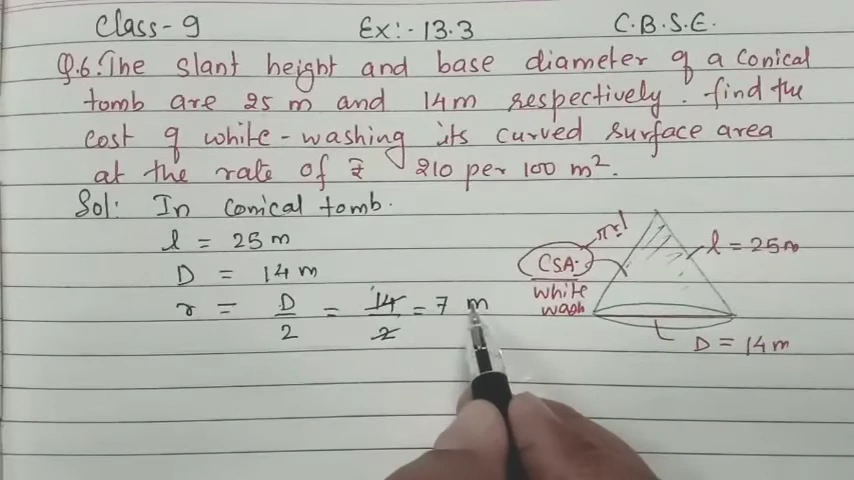 Class-9 Ex:-13.3 C.B.S.E.
Q.6. The slant height and base diameter of a conical
tomb are 25 m and 14m respectively. find the
cost of white-washing its curved surface area
at the rate of ₹ 210 per 100 m².
Sol: In conical tomb.
l = 25 m
D = 14 m
r = D/2 = 14/2 = 7 m
πrl
CSA
white
wash
l = 25m
D = 14 m